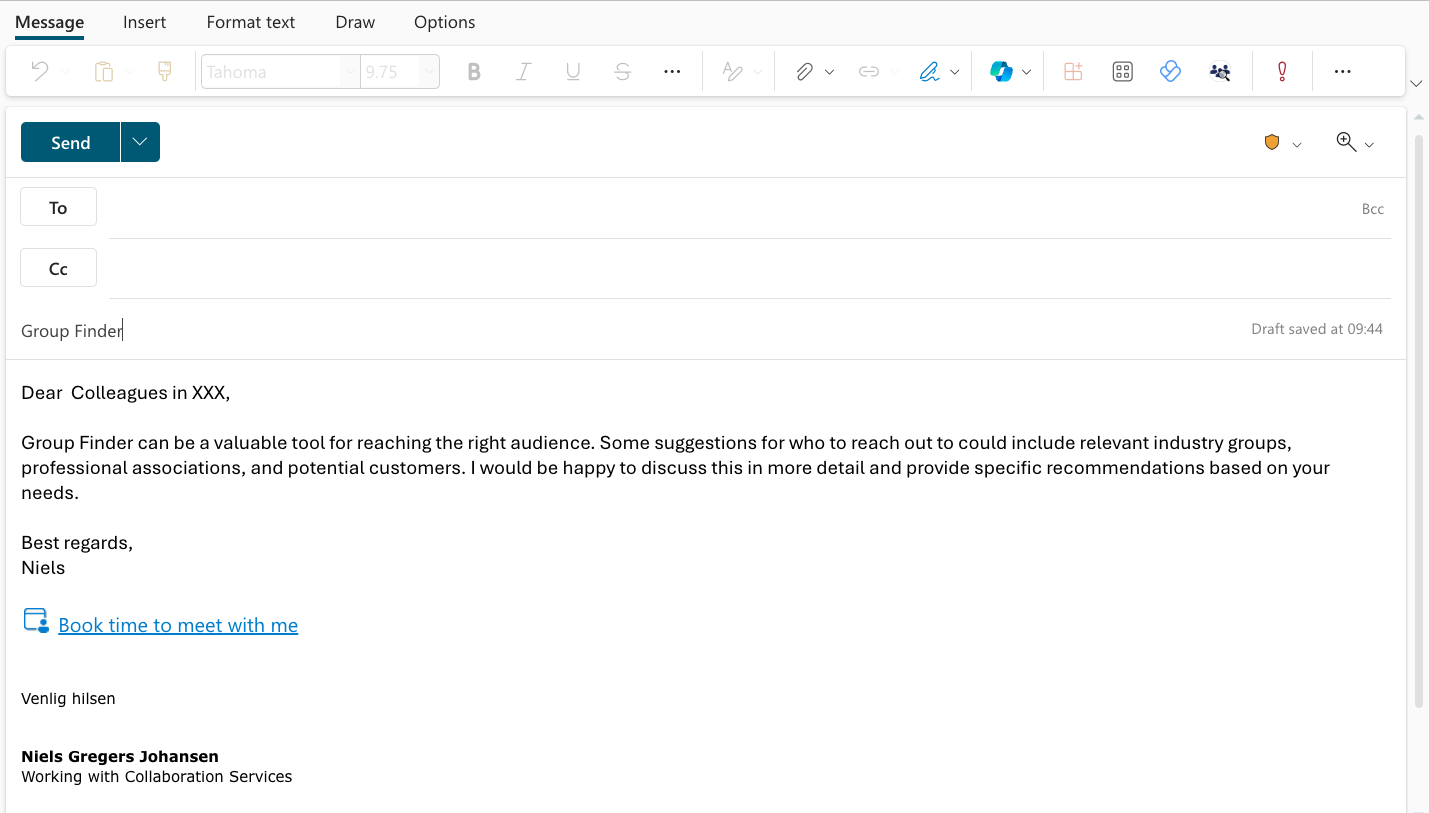 Message Insert Format text Draw Options
Tahoma 9.75 B I U S ...
Send
To Bcc
Cc
Group Finder Draft saved at 09:44
Dear  Colleagues in XXX,
Group Finder can be a valuable tool for reaching the right audience. Some suggestions for who to reach out to could include relevant industry groups,
professional associations, and potential customers. I would be happy to discuss this in more detail and provide specific recommendations based on your
needs.
Best regards,
Niels
Book time to meet with me
Venlig hilsen
Niels Gregers Johansen
Working with Collaboration Services